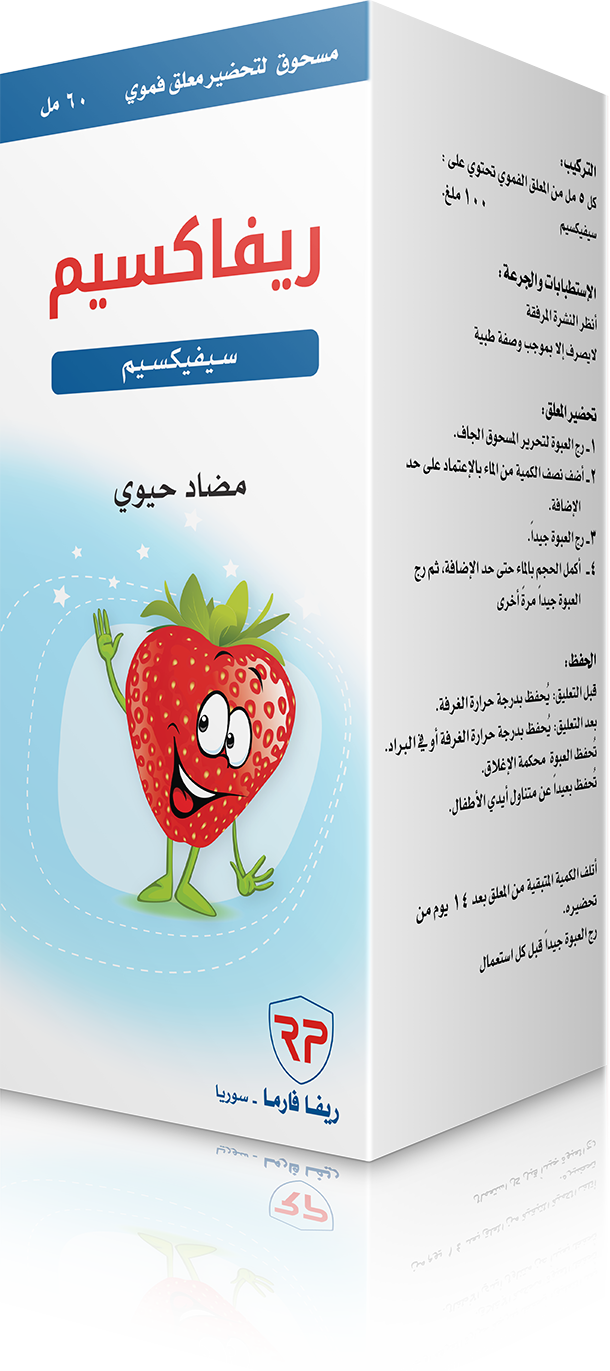 مسحوق لتحضير معلق فموي ٦٠ مل
ريفاكسيم
سيفيكسيم
مضاد حيوي
RP
ريفا فارما - سوريا
التركيب:
كل ٥ مل من المعلق الفموي تحتوي على :
سيفيكسيم ١٠٠ ملغ.
الإستطبابات والجرعة :
أنظر النشرة المرفقة
لايصرف إلا بموجب وصفة طبية
تحضير المعلق:
١- رج العبوة لتحرير المسحوق الجاف.
٢- أضف نصف الكمية من الماء بالإعتماد على حد
الإضافة.
٣- رج العبوة جيداً.
٤- أكمل الحجم بالماء حتى حد الإضافة، ثم رج
العبوة جيداً مرةً أخرى
الحفظ:
قبل التعليق: يُحفظ بدرجة حرارة الغرفة.
بعد التعليق: يُحفظ بدرجة حرارة الغرفة أو في البراد.
تُحفظ العبوة محكمة الإغلاق.
تُحفظ بعيداً عن متناول أيدي الأطفال.
أتلف الكمية المتبقية من المعلق بعد ١٤ يوم من
تحضيره.
رج العبوة جيداً قبل كل استعمال